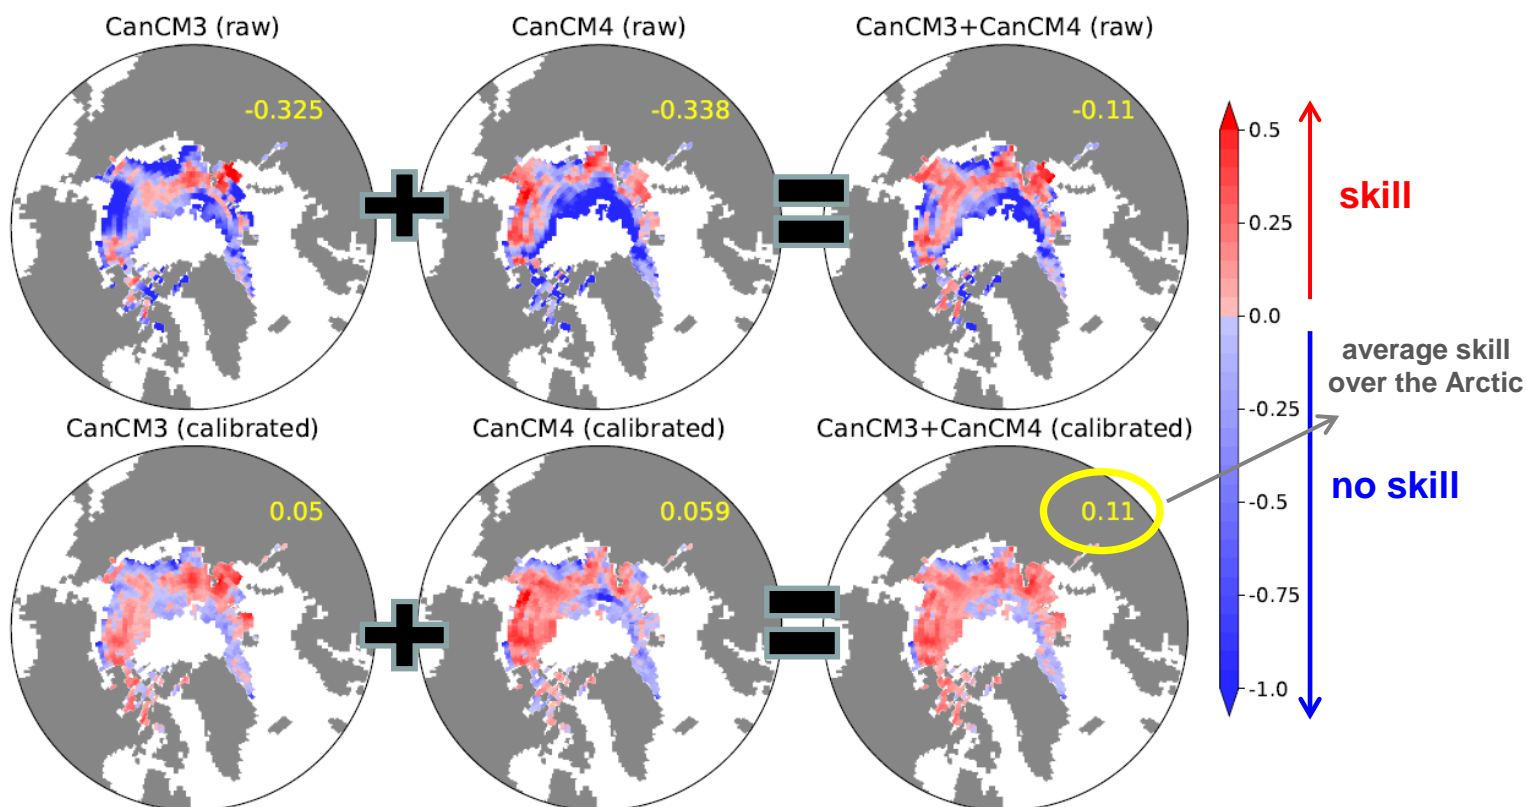 CanCM3 (raw)
CanCM4 (raw)
CanCM3+CanCM4 (raw)
-0.325
-0.338
-0.11
0.5
0.25
0.0
-0.25
-0.5
-0.75
-1.0
skill
average skill
over the Arctic
no skill
CanCM3 (calibrated)
CanCM4 (calibrated)
CanCM3+CanCM4 (calibrated)
0.05
0.059
0.11